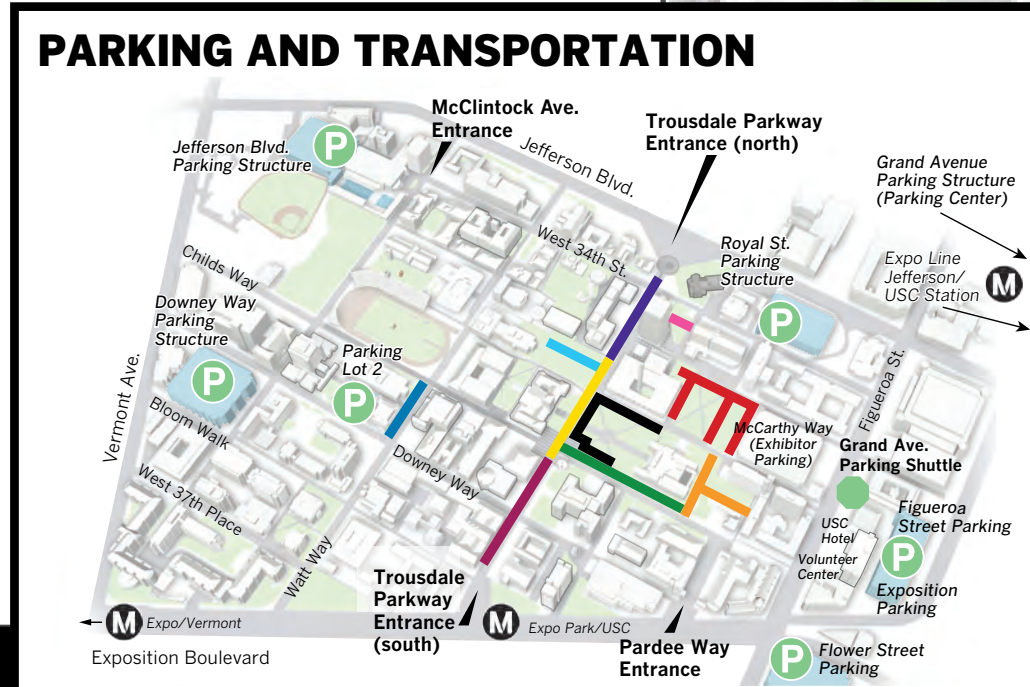 PARKING AND TRANSPORTATION
McClintock Ave.
Entrance
Jefferson Blvd.
Parking Structure
P
Jefferson Blvd.
Trousdale Parkway
Entrance (north)
Grand Avenue
Parking Structure
(Parking Center)
West 34th St.
Royal St.
Parking
Structure
P
Expo Line
Jefferson/
USC Station
M
Childs Way
Downey Way
Parking
Structure
P
Parking
Lot 2
P
Vermont Ave.
Figueroa St.
Bloom Walk
McCarthy Way
(Exhibitor
Parking)
Grand Ave.
Parking Shuttle
Downey Way
West 37th Place
Figueroa
Street Parking
USC
Hotel
Volunteer
Center
P
Exposition
Parking
Watt Way
Trousdale
Parkway
Entrance
(south)
M
Expo/Vermont
M
Expo Park/USC
Pardee Way
Entrance
Exposition Boulevard
P
Flower Street
Parking